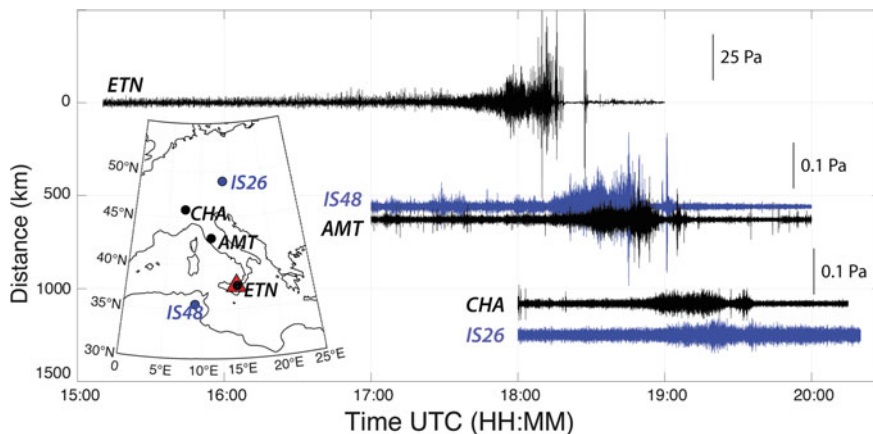 ETN
25 Pa
0
50°N
IS26
45°N
CHA
AMT
40°N
ETN
35°N
IS48
30°N
0
5°E
10°E
15°E
20°E
25°E
IS48
0.1 Pa
500
AMT
0.1 Pa
1000
CHA
IS26
1500
Distance (km)
15:00 16:00 17:00 18:00 19:00 20:00
Time UTC (HH:MM)